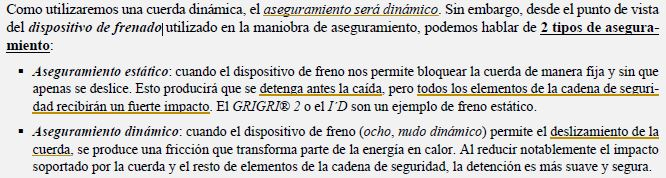 Como utilizaremos una cuerda dinámica, el aseguramiento será dinámico. Sin embargo, desde el punto de vista
del dispositivo de frenado utilizado en la maniobra de aseguramiento, podemos hablar de 2 tipos de asegura-
miento:
▪ Aseguramiento estático: cuando el dispositivo de freno nos permite bloquear la cuerda de manera fija y sin que
apenas se deslice. Esto producirá que se detenga antes la caída, pero todos los elementos de la cadena de seguri-
dad recibirán un fuerte impacto. El GRIGRI® 2 o el I´D son un ejemplo de freno estático.
▪ Aseguramiento dinámico: cuando el dispositivo de freno (ocho, nudo dinámico) permite el deslizamiento de la
cuerda, se produce una fricción que transforma parte de la energía en calor. Al reducir notablemente el impacto
soportado por la cuerda y el resto de elementos de la cadena de seguridad, la detención es más suave y segura.